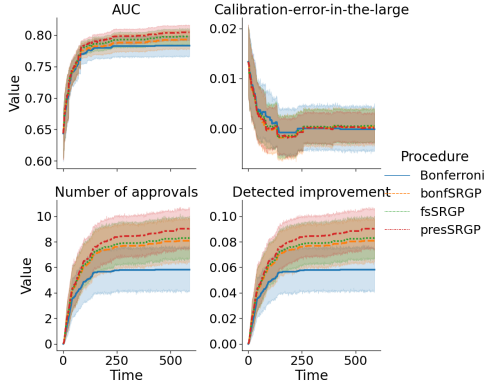 AUC
Calibration-error-in-the-large
0.80
0.75
0.70
0.65
0.60
Value
0.02
0.01
0.00
Procedure
Bonferroni
bonfSRGP
fsSRGP
presSRGP
Number of approvals
Detected improvement
10
8
6
4
2
0
Value
0 250 500
Time
0.10
0.08
0.06
0.04
0.02
0.00
0 250 500
Time